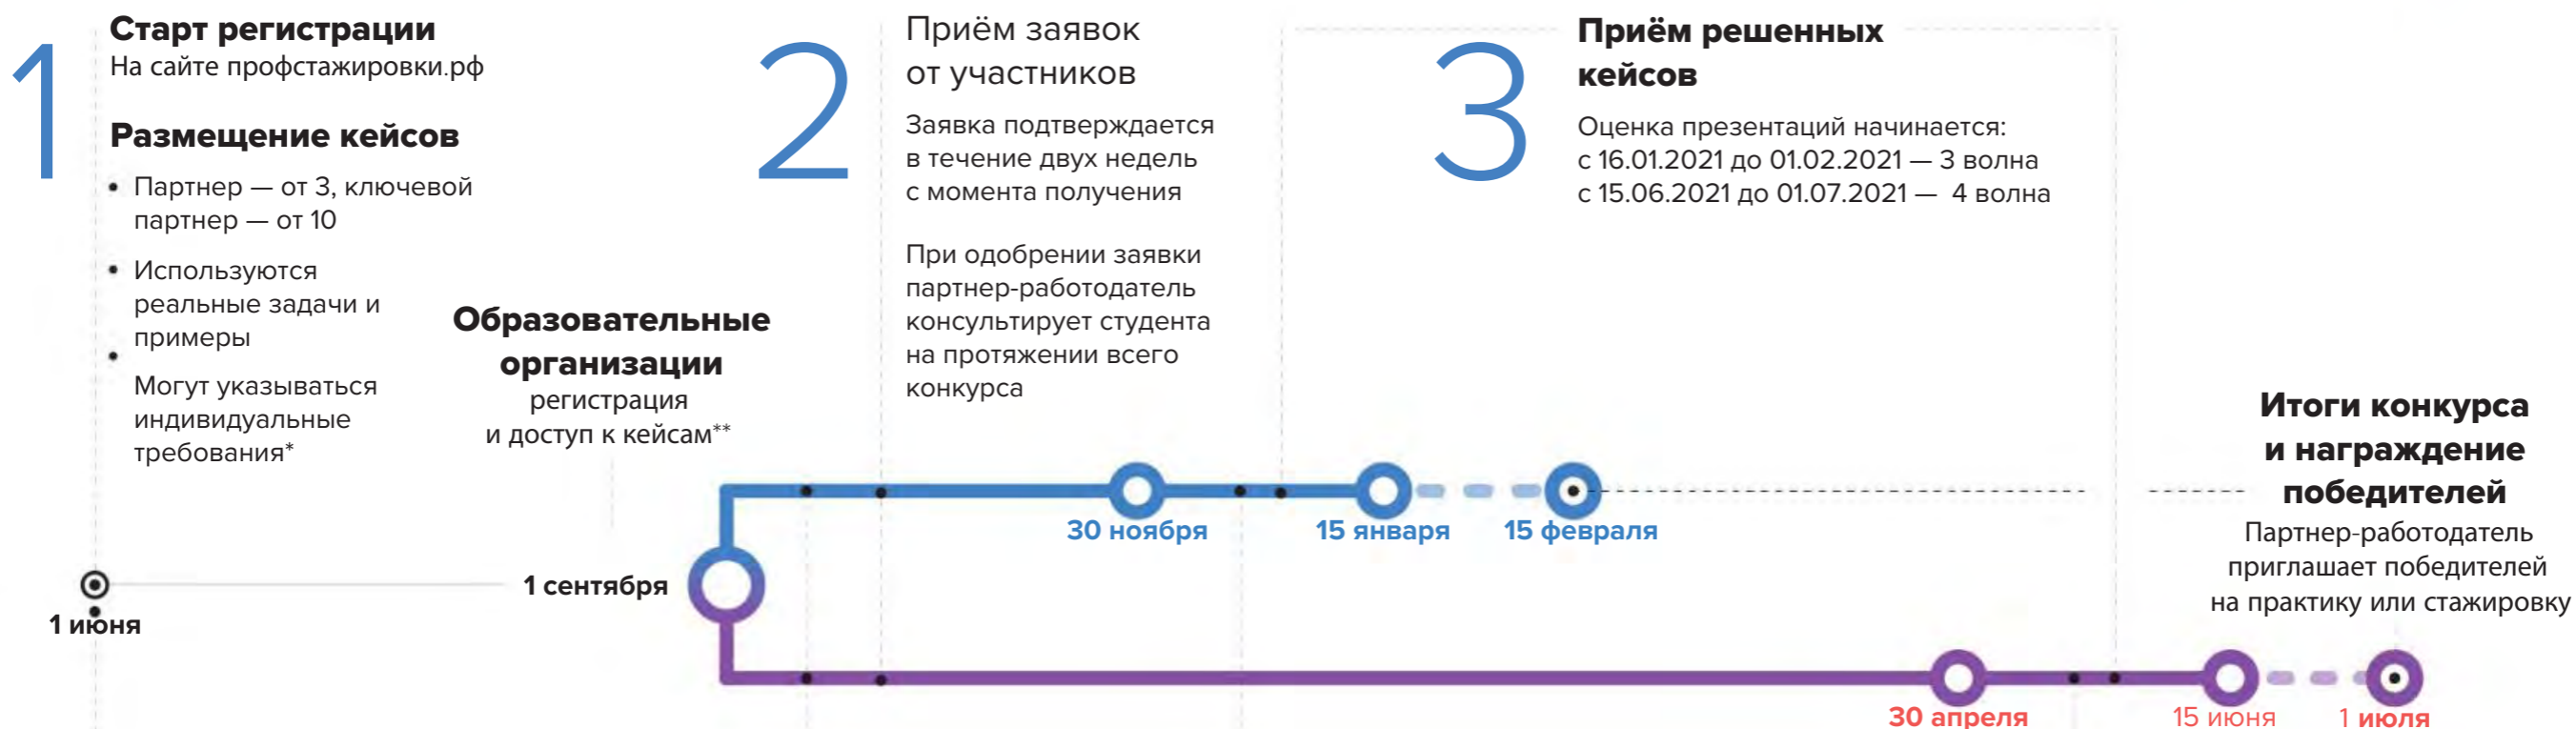 1
Старт регистрации
На сайте профстажировки.рф
Размещение кейсов
• Партнер — от 3, ключевой
партнер — от 10
• Используются
реальные задачи и
примеры
•
Могут указываться
индивидуальные
требования*
Образовательные
организации
регистрация
и доступ к кейсам**
2
Приём заявок
от участников
Заявка подтверждается
в течение двух недель
с момента получения
При одобрении заявки
партнер-работодатель
консультирует студента
на протяжении всего
конкурса
3
Приём решенных
кейсов
Оценка презентаций начинается:
с 16.01.2021 до 01.02.2021 — 3 волна
с 15.06.2021 до 01.07.2021 — 4 волна
Итоги конкурса
и награждение
победителей
Партнер-работодатель
приглашает победителей
на практику или стажировку
30 ноября
15 января
15 февраля
1 сентября
1 июня
30 апреля
15 июня
1 июля